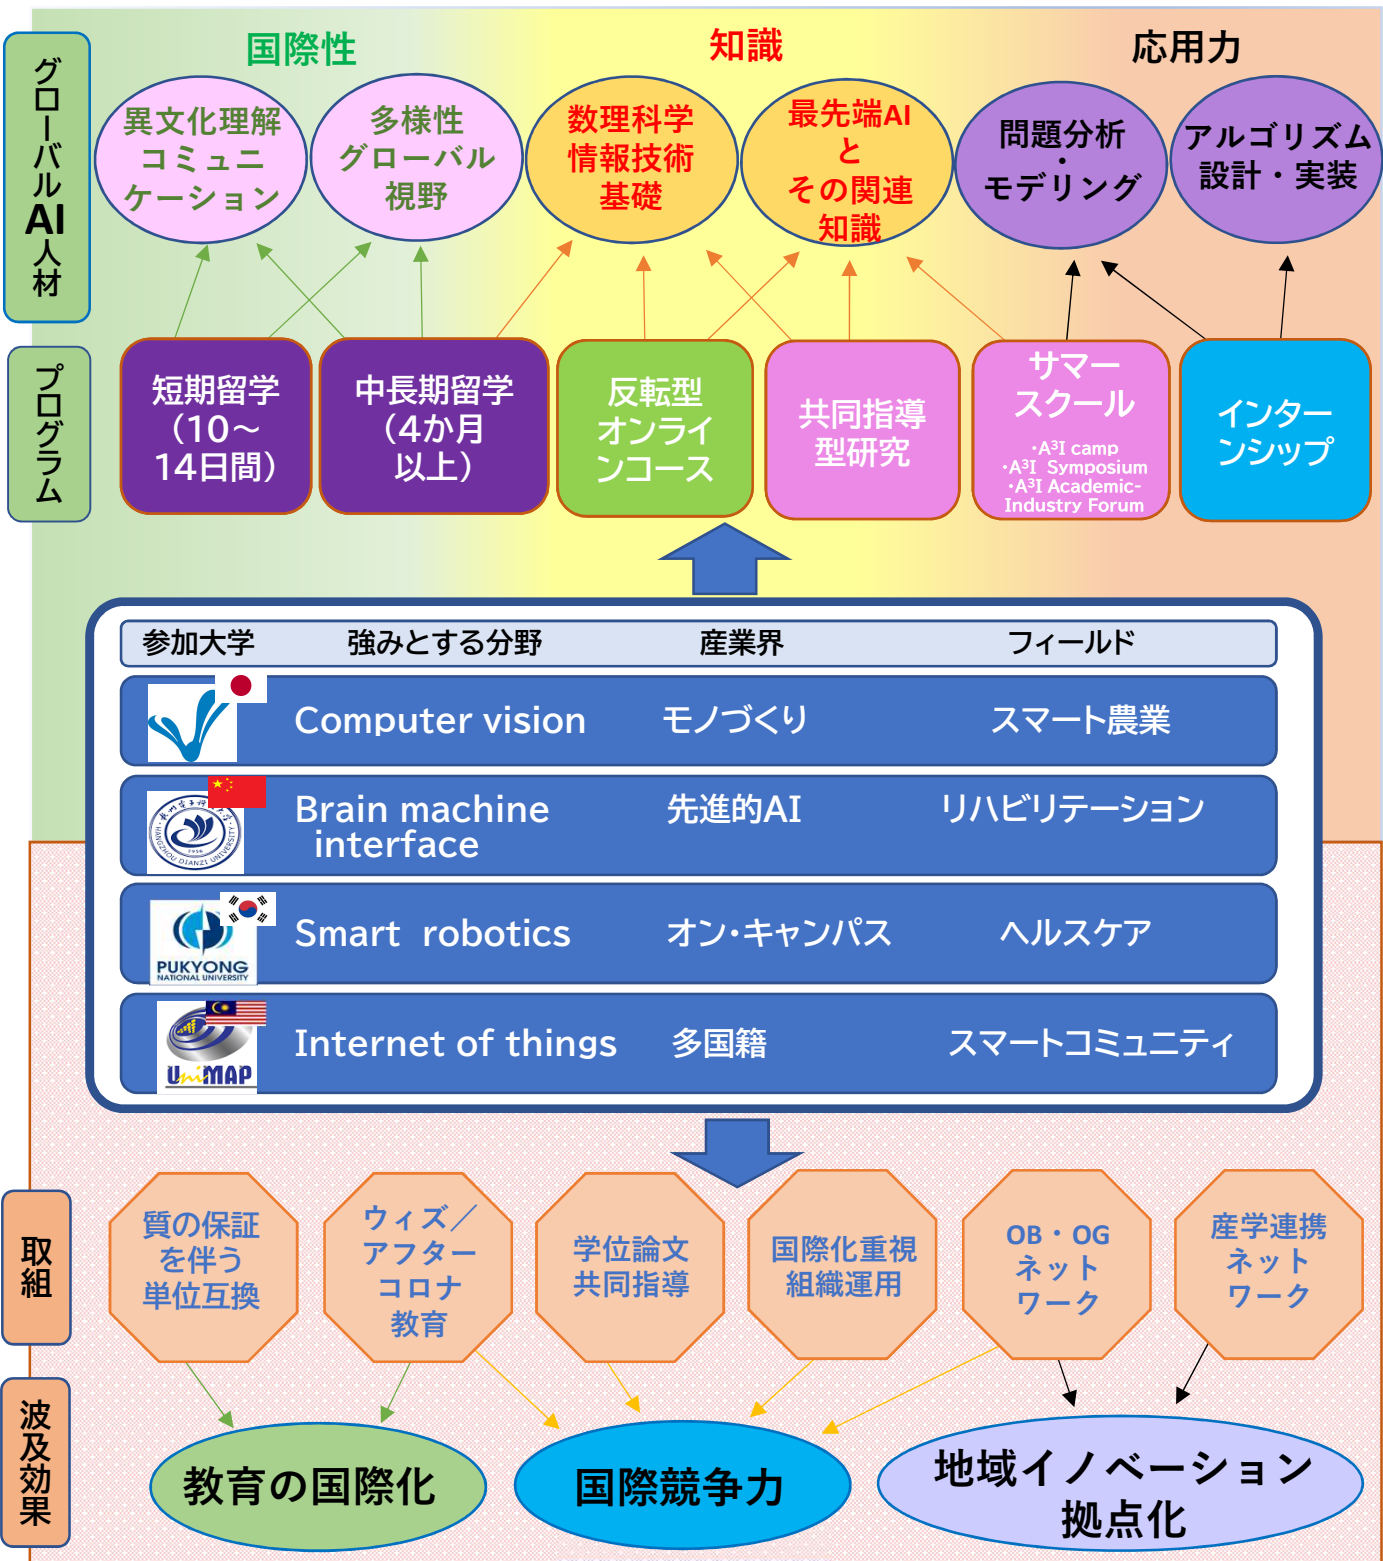 国際性
知識
応用力
グローバルAI人材
異文化理解
コミュニ
ケーション
多様性
グローバル
視野
数理科学
情報技術
基礎
最先端AI
と
その関連
知識
問題分析
・
モデリング
アルゴリズム
設計・実装
プログラム
短期留学
（10～
14日間）
中長期留学
（4か月
以上）
反転型
オンライ
ンコース
共同指導
型研究
サマー
スクール
・A³I camp
・A³I Symposium
・A³I Academic-
Industry Forum
インター
ンシップ
参加大学 強みとする分野 産業界 フィールド
Computer vision モノづくり スマート農業
Brain machine
interface
先進的AI リハビリテーション
HANGZHOU DIANZI UNIVERSITY
1956
Smart robotics オン・キャンパス ヘルスケア
PUKYONG
NATIONAL UNIVERSITY
Internet of things 多国籍 スマートコミュニティ
UniMAP
取組
質の保証
を伴う
単位互換
ウィズ／
アフター
コロナ
教育
学位論文
共同指導
国際化重視
組織運用
OB・OG
ネット
ワーク
産学連携
ネット
ワーク
波及効果
教育の国際化
国際競争力
地域イノベーション
拠点化